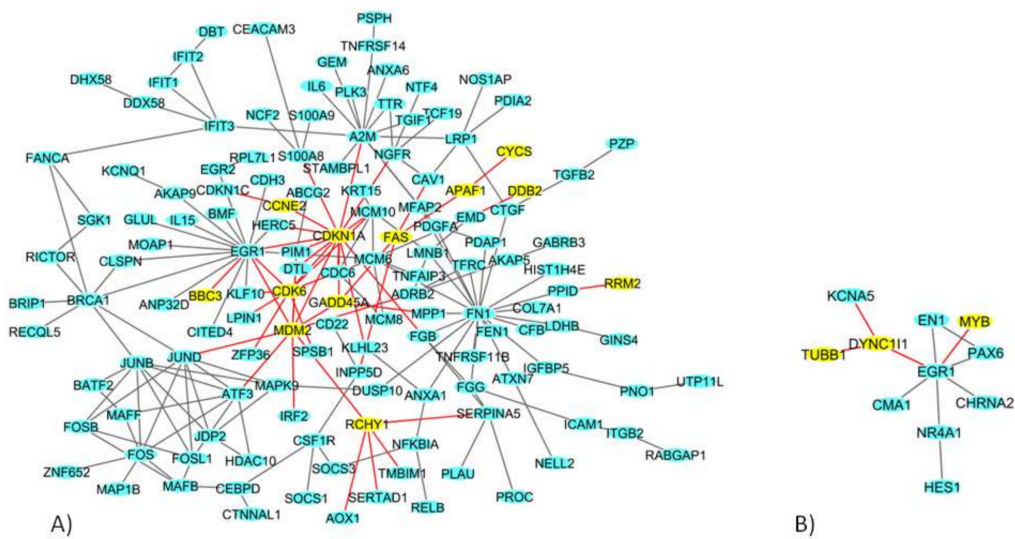 PSPH
DBT
CEACAM3
TNFRSF14
IFIT2
GEM
ANXA6
DHX58
IFIT1
IL6
PLK3
NTF4
NOS1AP
DDX58
TTR
PDIA2
NCF2
S100A9
TGIF1
TCF19
IFIT3
A2M
LRP1
PZP
FANCA
RPL7L1
S100A8
NGFR
CYCS
KCNQ1
EGR2
STAMBPL1
TGFB2
CDH3
CAV1
AKAP9
CDKN1C
ABCG2
KRT15
APAF1
DDB2
CCNE2
SGK1
GLUL
IL15
BMF
MCM10
MFAP2
EMD
CTGF
HERC5
PDGFA
CDKN1A
FAS
MOAP1
EGR1
PIM1
LMNB1
PDAP1
GABRB3
RICTOR
CLSPN
MCM6
TFRC
AKAP5
DTL
CDC6
TNFAIP3
HIST1H4E
RRM2
BBC3
KLF10
CDK6
ADRB2
PPID
BRIP1
BRCA1
ANP32D
GADD45A
COL7A1
LPIN1
MPP1
FN1
MCM8
RECQL5
CITED4
MDM2
CD22
FEN1
CFB
LDHB
FGB
GINS4
ZFP36
SPSB1
KLHL23
JUNB
JUND
TNFRSF11B
IGFBP5
INPP5D
ATXN7
BATF2
MAPK9
DUSP10
FGG
UTP11L
ATF3
ANXA1
PNO1
MAFF
IRF2
SERPINA5
FOSB
RCHY1
ICAM1
JDP2
ITGB2
CSF1R
NFKBIA
FOS
FOSL1
RABGAP1
HDAC10
SOCS3
NELL2
ZNF652
TMBIM1
PLAU
MAP1B
MAFB
CEBPD
SOCS1
SERTAD1
PROC
RELB
CTNNAL1
AOX1
A)
KCNA5
EN1
MYB
DYNC1I1
TUBB1
PAX6
EGR1
CMA1
CHRNA2
NR4A1
HES1
B)